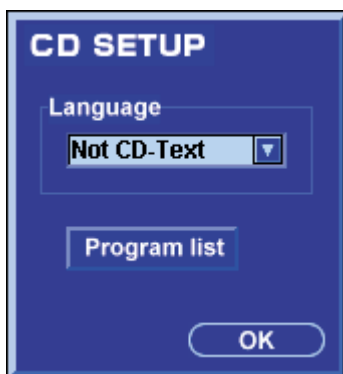 CD SETUP
Language
Not CD-Text
Program list
OK